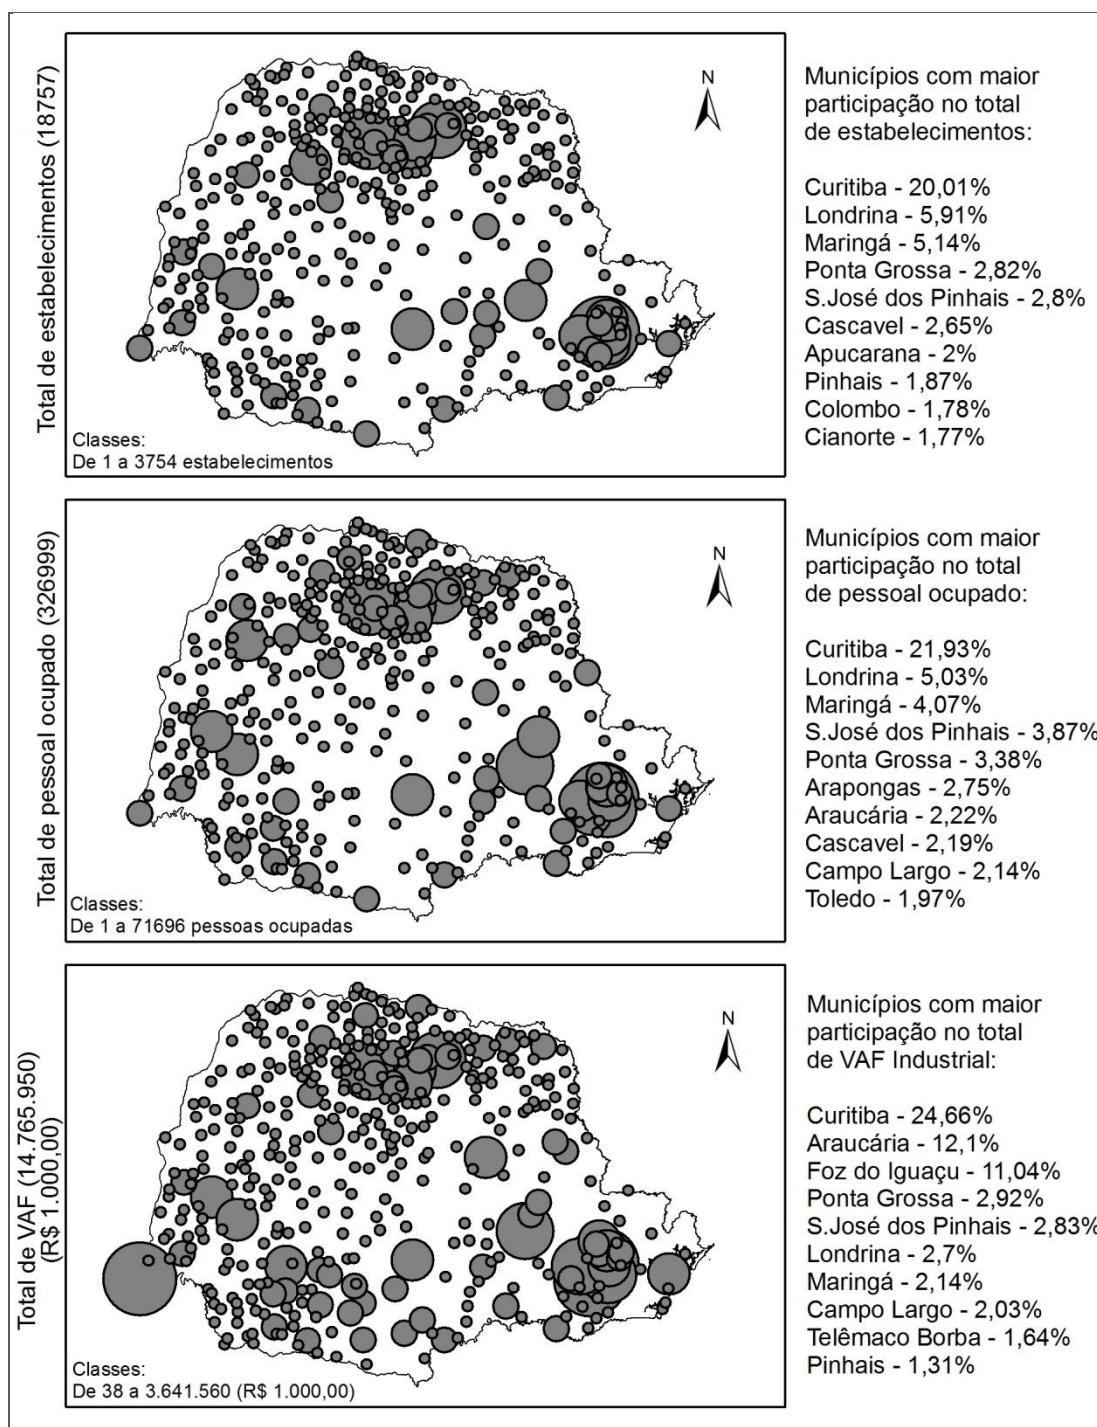 Total de estabelecimentos (18757)
N
Classes:
De 1 a 3754 estabelecimentos
Municípios com maior
participação no total
de estabelecimentos:
Curitiba - 20,01%
Londrina - 5,91%
Maringá - 5,14%
Ponta Grossa - 2,82%
S.José dos Pinhais - 2,8%
Cascavel - 2,65%
Apucarana - 2%
Pinhais - 1,87%
Colombo - 1,78%
Cianorte - 1,77%
Total de pessoal ocupado (326999)
N
Classes:
De 1 a 71696 pessoas ocupadas
Municípios com maior
participação no total
de pessoal ocupado:
Curitiba - 21,93%
Londrina - 5,03%
Maringá - 4,07%
S.José dos Pinhais - 3,87%
Ponta Grossa - 3,38%
Arapongas - 2,75%
Araucária - 2,22%
Cascavel - 2,19%
Campo Largo - 2,14%
Toledo - 1,97%
Total de VAF (14.765.950)
(R$ 1.000,00)
N
Classes:
De 38 a 3.641.560 (R$ 1.000,00)
Municípios com maior
participação no total
de VAF Industrial:
Curitiba - 24,66%
Araucária - 12,1%
Foz do Iguaçu - 11,04%
Ponta Grossa - 2,92%
S.José dos Pinhais - 2,83%
Londrina - 2,7%
Maringá - 2,14%
Campo Largo - 2,03%
Telêmaco Borba - 1,64%
Pinhais - 1,31%